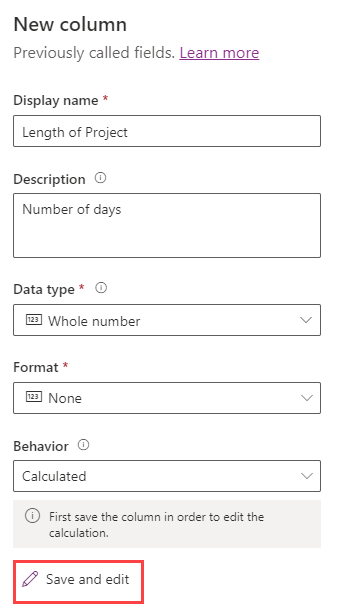 New column
Previously called fields. Learn more
Display name *
Length of Project
Description
Number of days
Data type *
123 Whole number
Format *
123 None
Behavior
Calculated
First save the column in order to edit the
calculation.
Save and edit